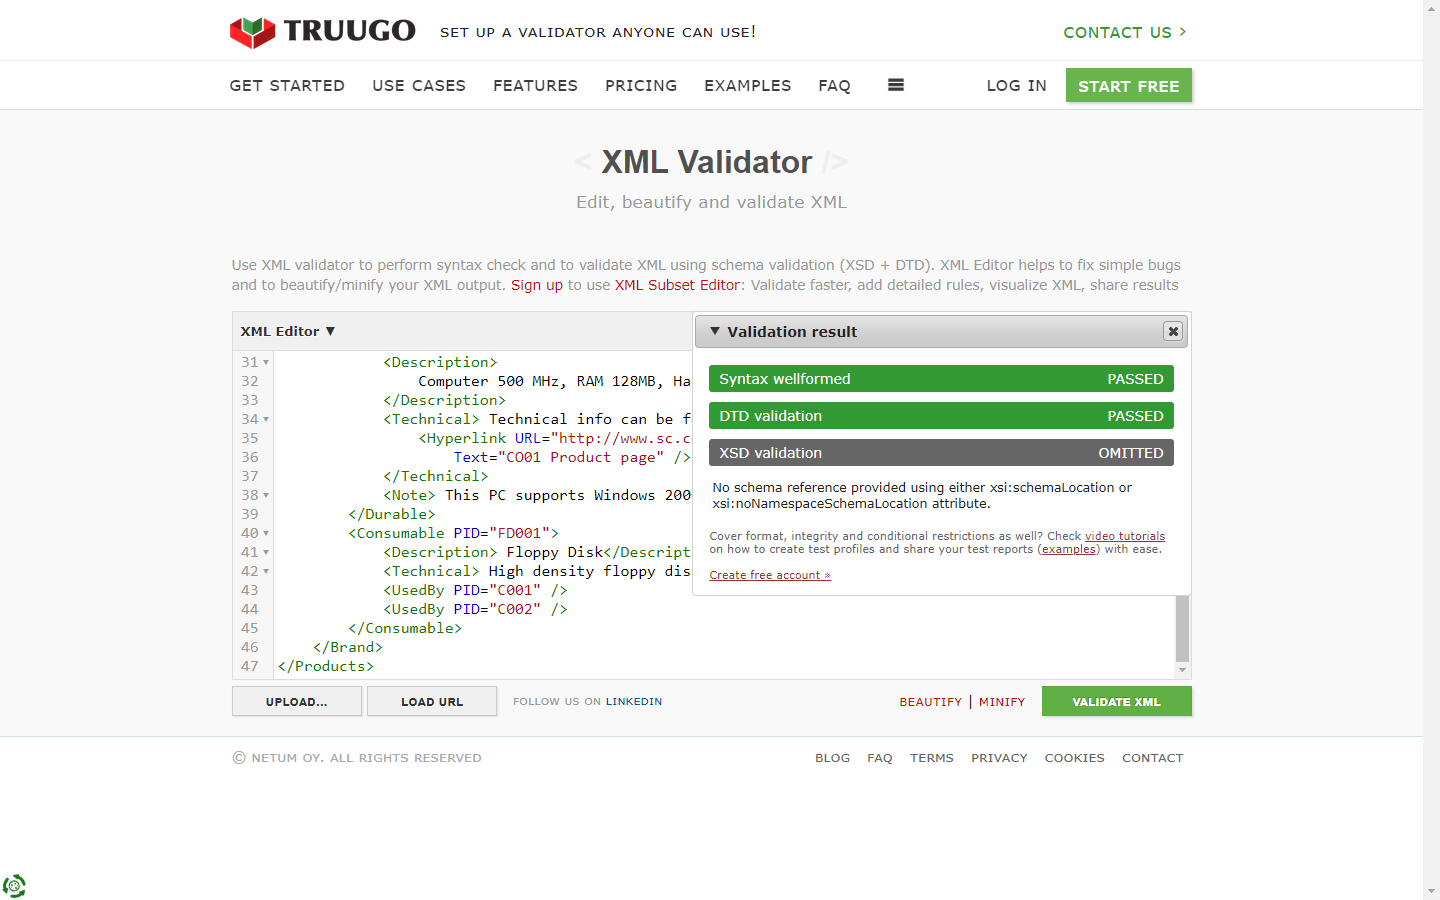 TRUUGO
SET UP A VALIDATOR ANYONE CAN USE!
CONTACT US >
GET STARTED
USE CASES
FEATURES
PRICING
EXAMPLES
FAQ
LOG IN
START FREE
< XML Validator />
Edit, beautify and validate XML
Use XML validator to perform syntax check and to validate XML using schema validation (XSD + DTD). XML Editor helps to fix simple bugs
and to beautify/minify your XML output. Sign up to use XML Subset Editor: Validate faster, add detailed rules, visualize XML, share results
XML Editor ▼
31 <Description>
32 Computer 500 MHz, RAM 128MB, Ha
33 </Description>
34 <Technical> Technical info can be f
35 <Hyperlink URL="http://www.sc.c
36 Text="CO01 Product page" />
37 </Technical>
38 <Note> This PC supports Windows 200
39 </Durable>
40 <Consumable PID="FD001">
41 <Description> Floppy Disk</Descript
42 <Technical> High density floppy dis
43 <UsedBy PID="C001" />
44 <UsedBy PID="C002" />
45 </Consumable>
46 </Brand>
47 </Products>
▼ Validation result
Syntax wellformed PASSED
DTD validation PASSED
XSD validation OMITTED
No schema reference provided using either xsi:schemaLocation or
xsi:noNamespaceSchemaLocation attribute.
Cover format, integrity and conditional restrictions as well? Check video tutorials
on how to create test profiles and share your test reports (examples) with ease.
Create free account »
UPLOAD...
LOAD URL
FOLLOW US ON LINKEDIN
BEAUTIFY | MINIFY
VALIDATE XML
© NETUM OY. ALL RIGHTS RESERVED
BLOG
FAQ
TERMS
PRIVACY
COOKIES
CONTACT